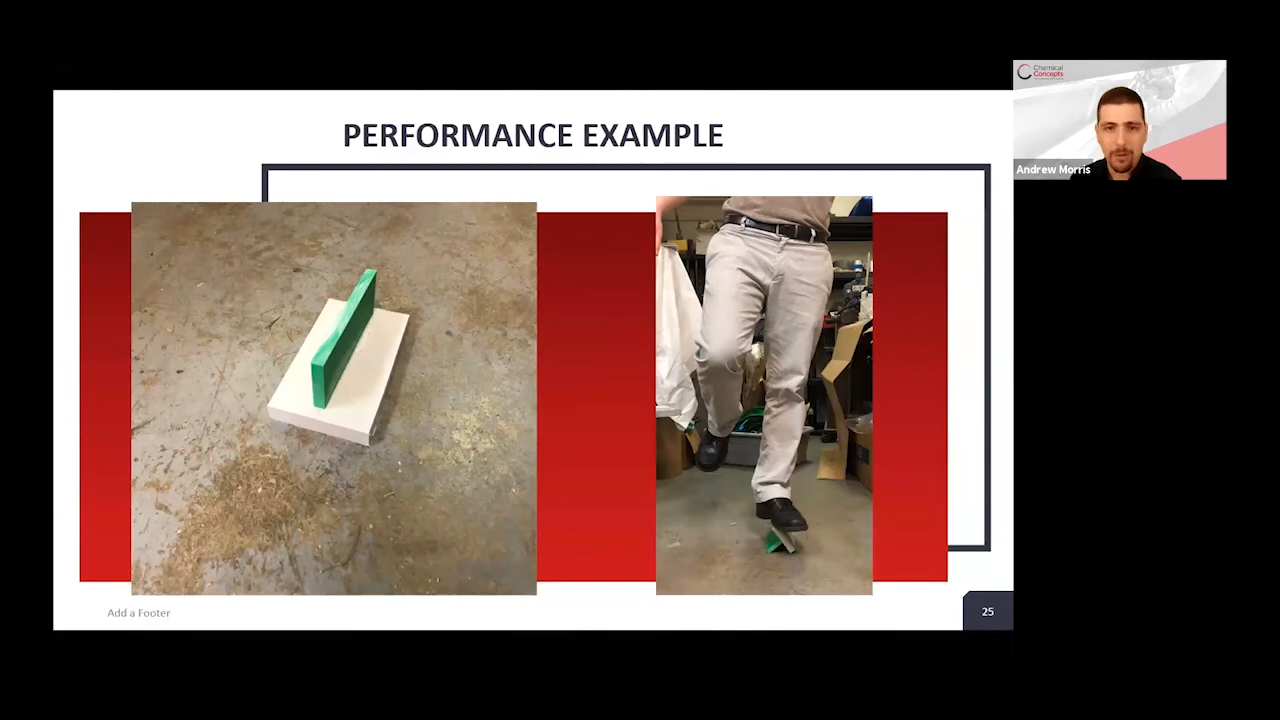 PERFORMANCE EXAMPLE
Chemical
Concepts
Andrew Morris
Add a Footer
25